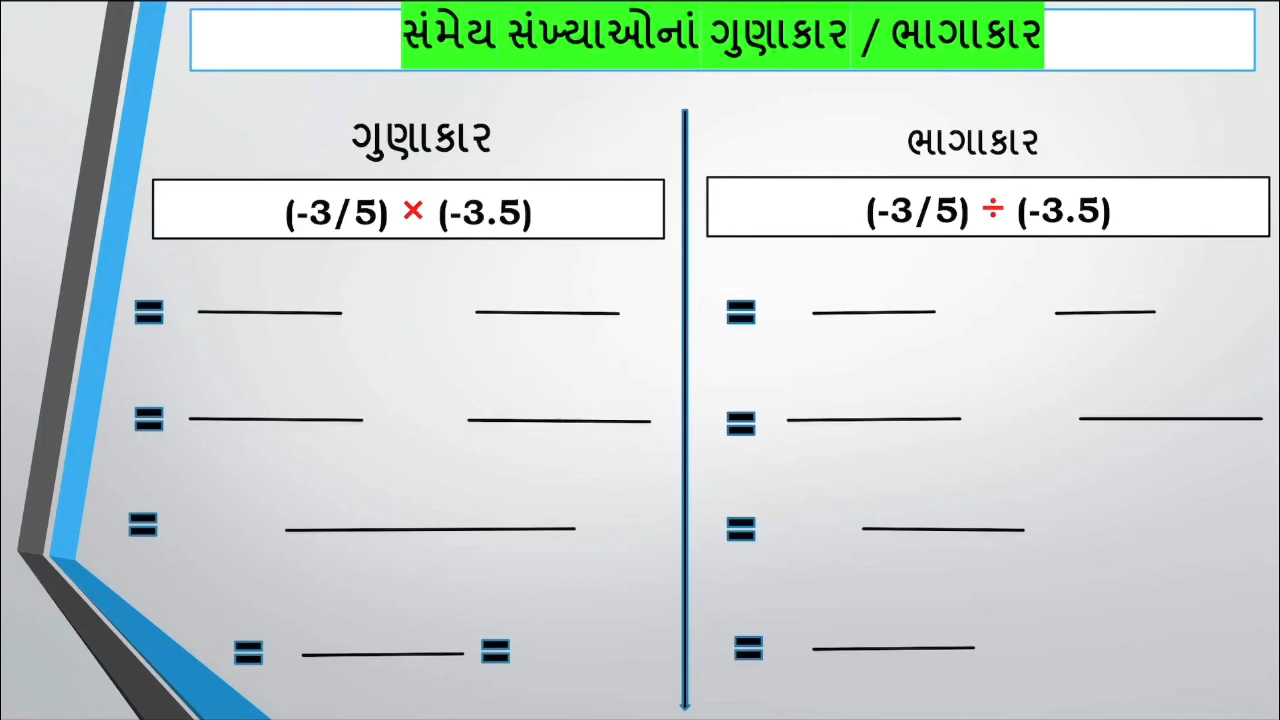 સંમેય સંખ્યાઓનાં ગુણાકાર / ભાગાકાર
ગુણાકાર
(-3/5) × (-3.5)
=
=
=
= =
ભાગાકાર
(-3/5) ÷ (-3.5)
=
=
=
=